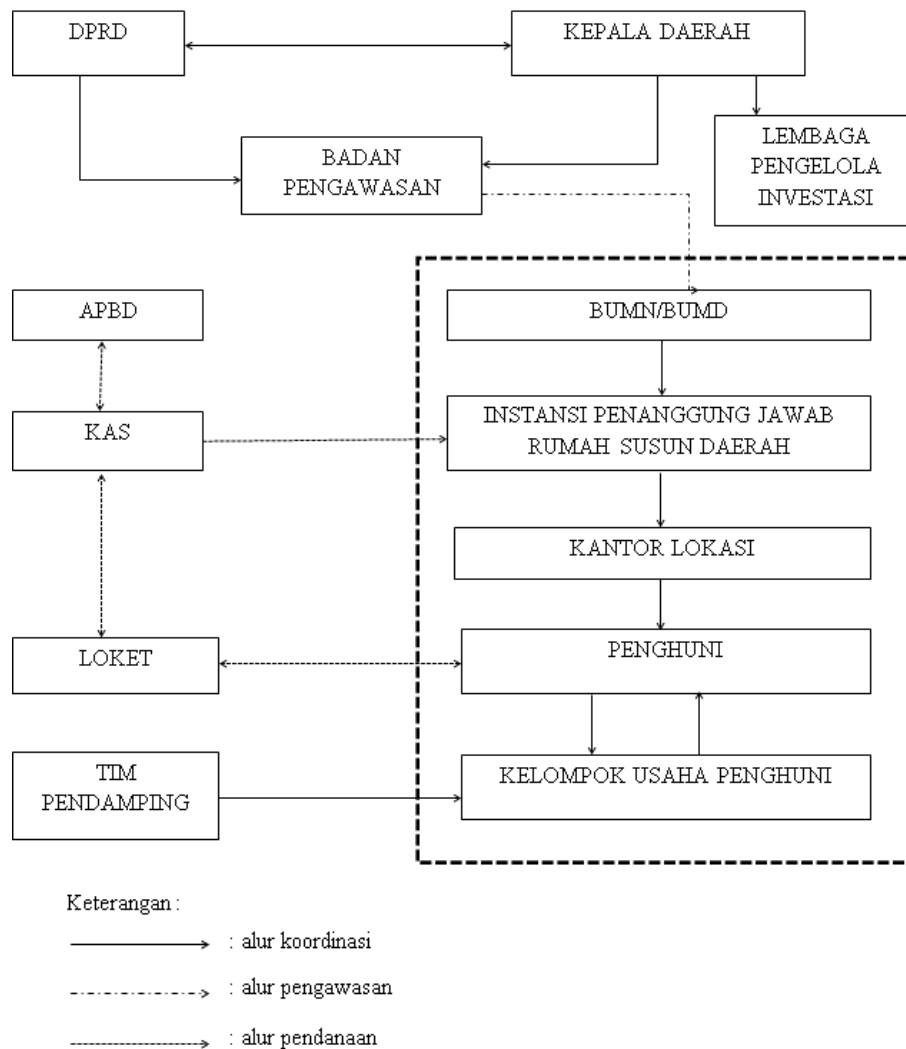 DPRD
KEPALA DAERAH
LEMBAGA
PENGELOLA
INVESTASI
BADAN
PENGAWASAN
APBD
BUMN/BUMD
KAS
INSTANSI PENANGGUNG JAWAB
RUMAH SUSUN DAERAH
KANTOR LOKASI
LOKET
PENGHUNI
TIM
PENDAMPING
KELOMPOK USAHA PENGHUNI
Keterangan :
: alur koordinasi
: alur pengawasan
: alur pendanaan